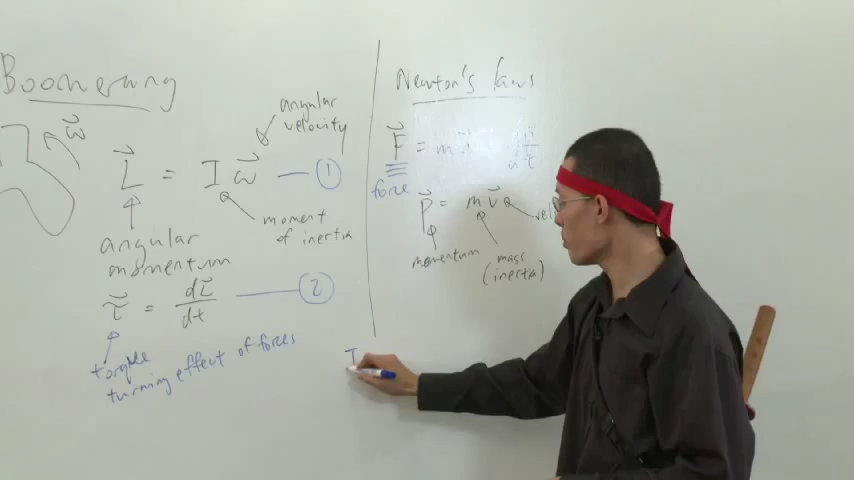 Boomerang
ω⃗
angular
velocity
L⃗ = I ω⃗ — ①
moment
of inertia
angular
momentum
τ⃗ = dL⃗/dt — ②
torque
turning effect of forces
Newton's Laws
F⃗ =
force
p⃗ = m v⃗
vel
momentum
mass
(inertia)
I